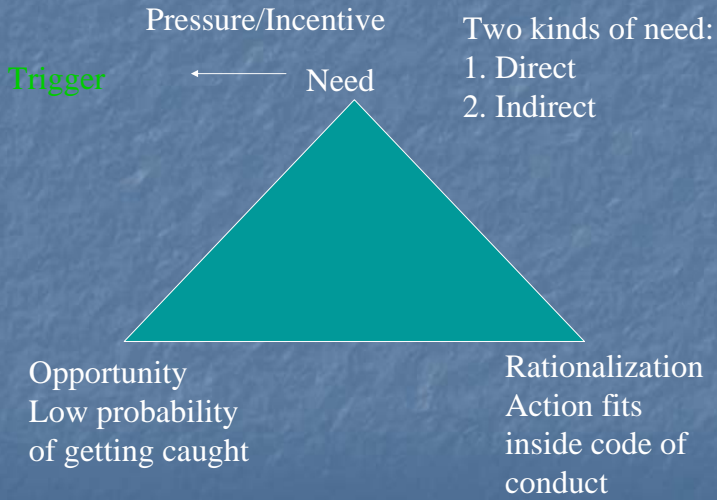 Pressure/Incentive
Trigger
Need
Two kinds of need:
1. Direct
2. Indirect
Opportunity
Low probability
of getting caught
Rationalization
Action fits
inside code of
conduct